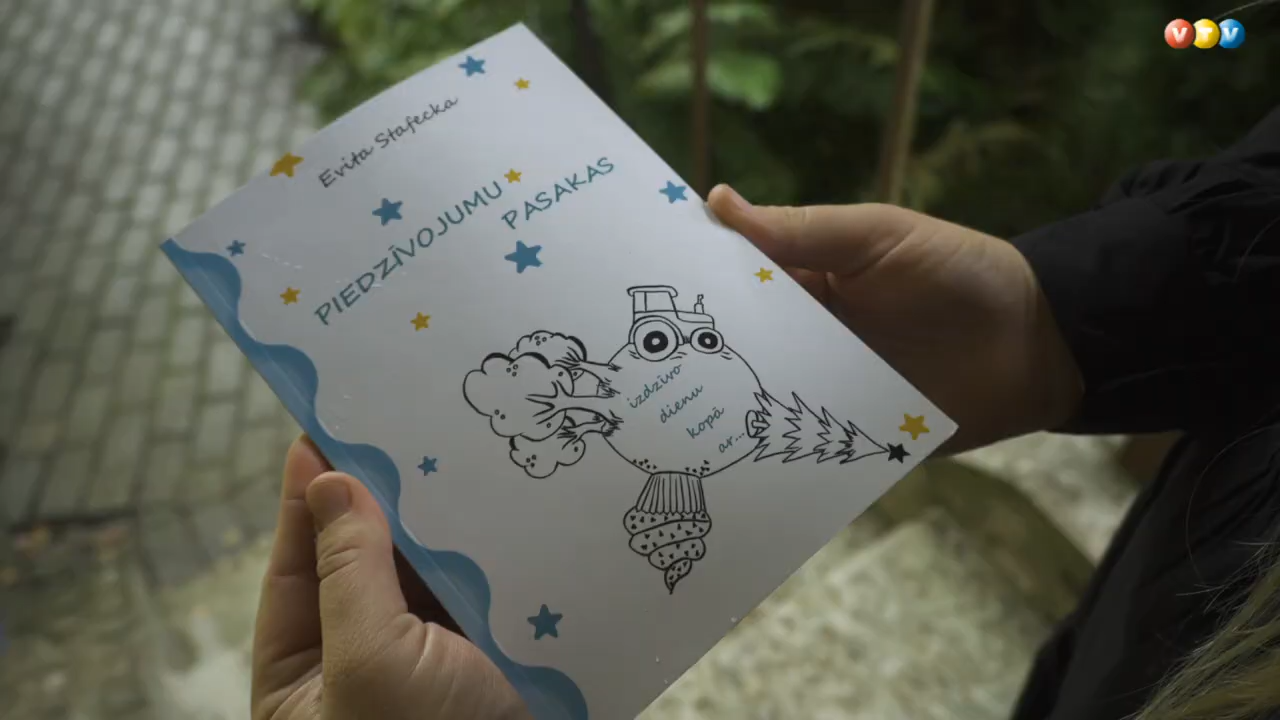 VTV
Evita Stafecka
PIEDZĪVOJUMU
PASAKAS
izdzīvo
dienu
kopā
ar...